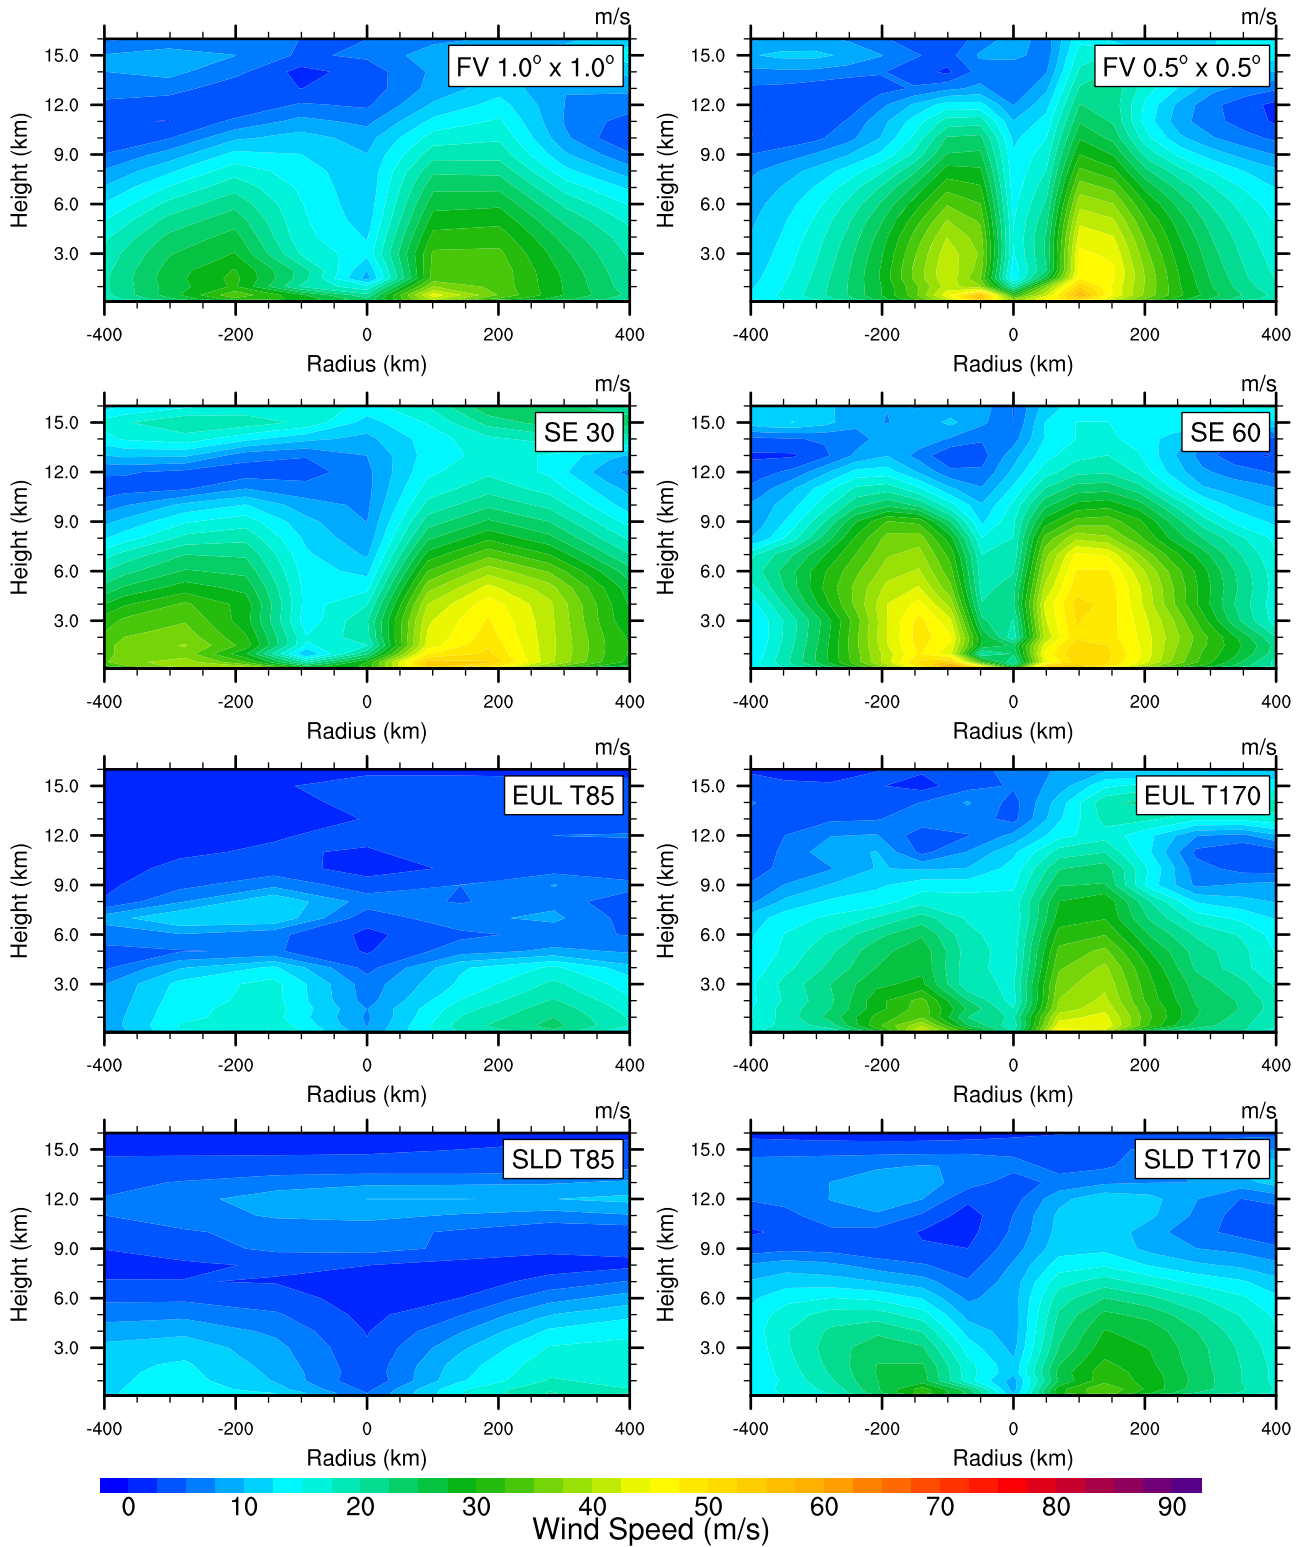 m/s
m/s
FV 1.0° x 1.0°
FV 0.5° x 0.5°
Height (km)
15.0
12.0
9.0
6.0
3.0
-400
-200
0
200
400
Radius (km)
Height (km)
15.0
12.0
9.0
6.0
3.0
-400
-200
0
200
400
Radius (km)
m/s
m/s
SE 30
SE 60
Height (km)
15.0
12.0
9.0
6.0
3.0
-400
-200
0
200
400
Radius (km)
Height (km)
15.0
12.0
9.0
6.0
3.0
-400
-200
0
200
400
Radius (km)
m/s
m/s
EUL T85
EUL T170
Height (km)
15.0
12.0
9.0
6.0
3.0
-400
-200
0
200
400
Radius (km)
Height (km)
15.0
12.0
9.0
6.0
3.0
-400
-200
0
200
400
Radius (km)
m/s
m/s
SLD T85
SLD T170
Height (km)
15.0
12.0
9.0
6.0
3.0
-400
-200
0
200
400
Radius (km)
Height (km)
15.0
12.0
9.0
6.0
3.0
-400
-200
0
200
400
Radius (km)
0 10 20 30 40 50 60 70 80 90
Wind Speed (m/s)